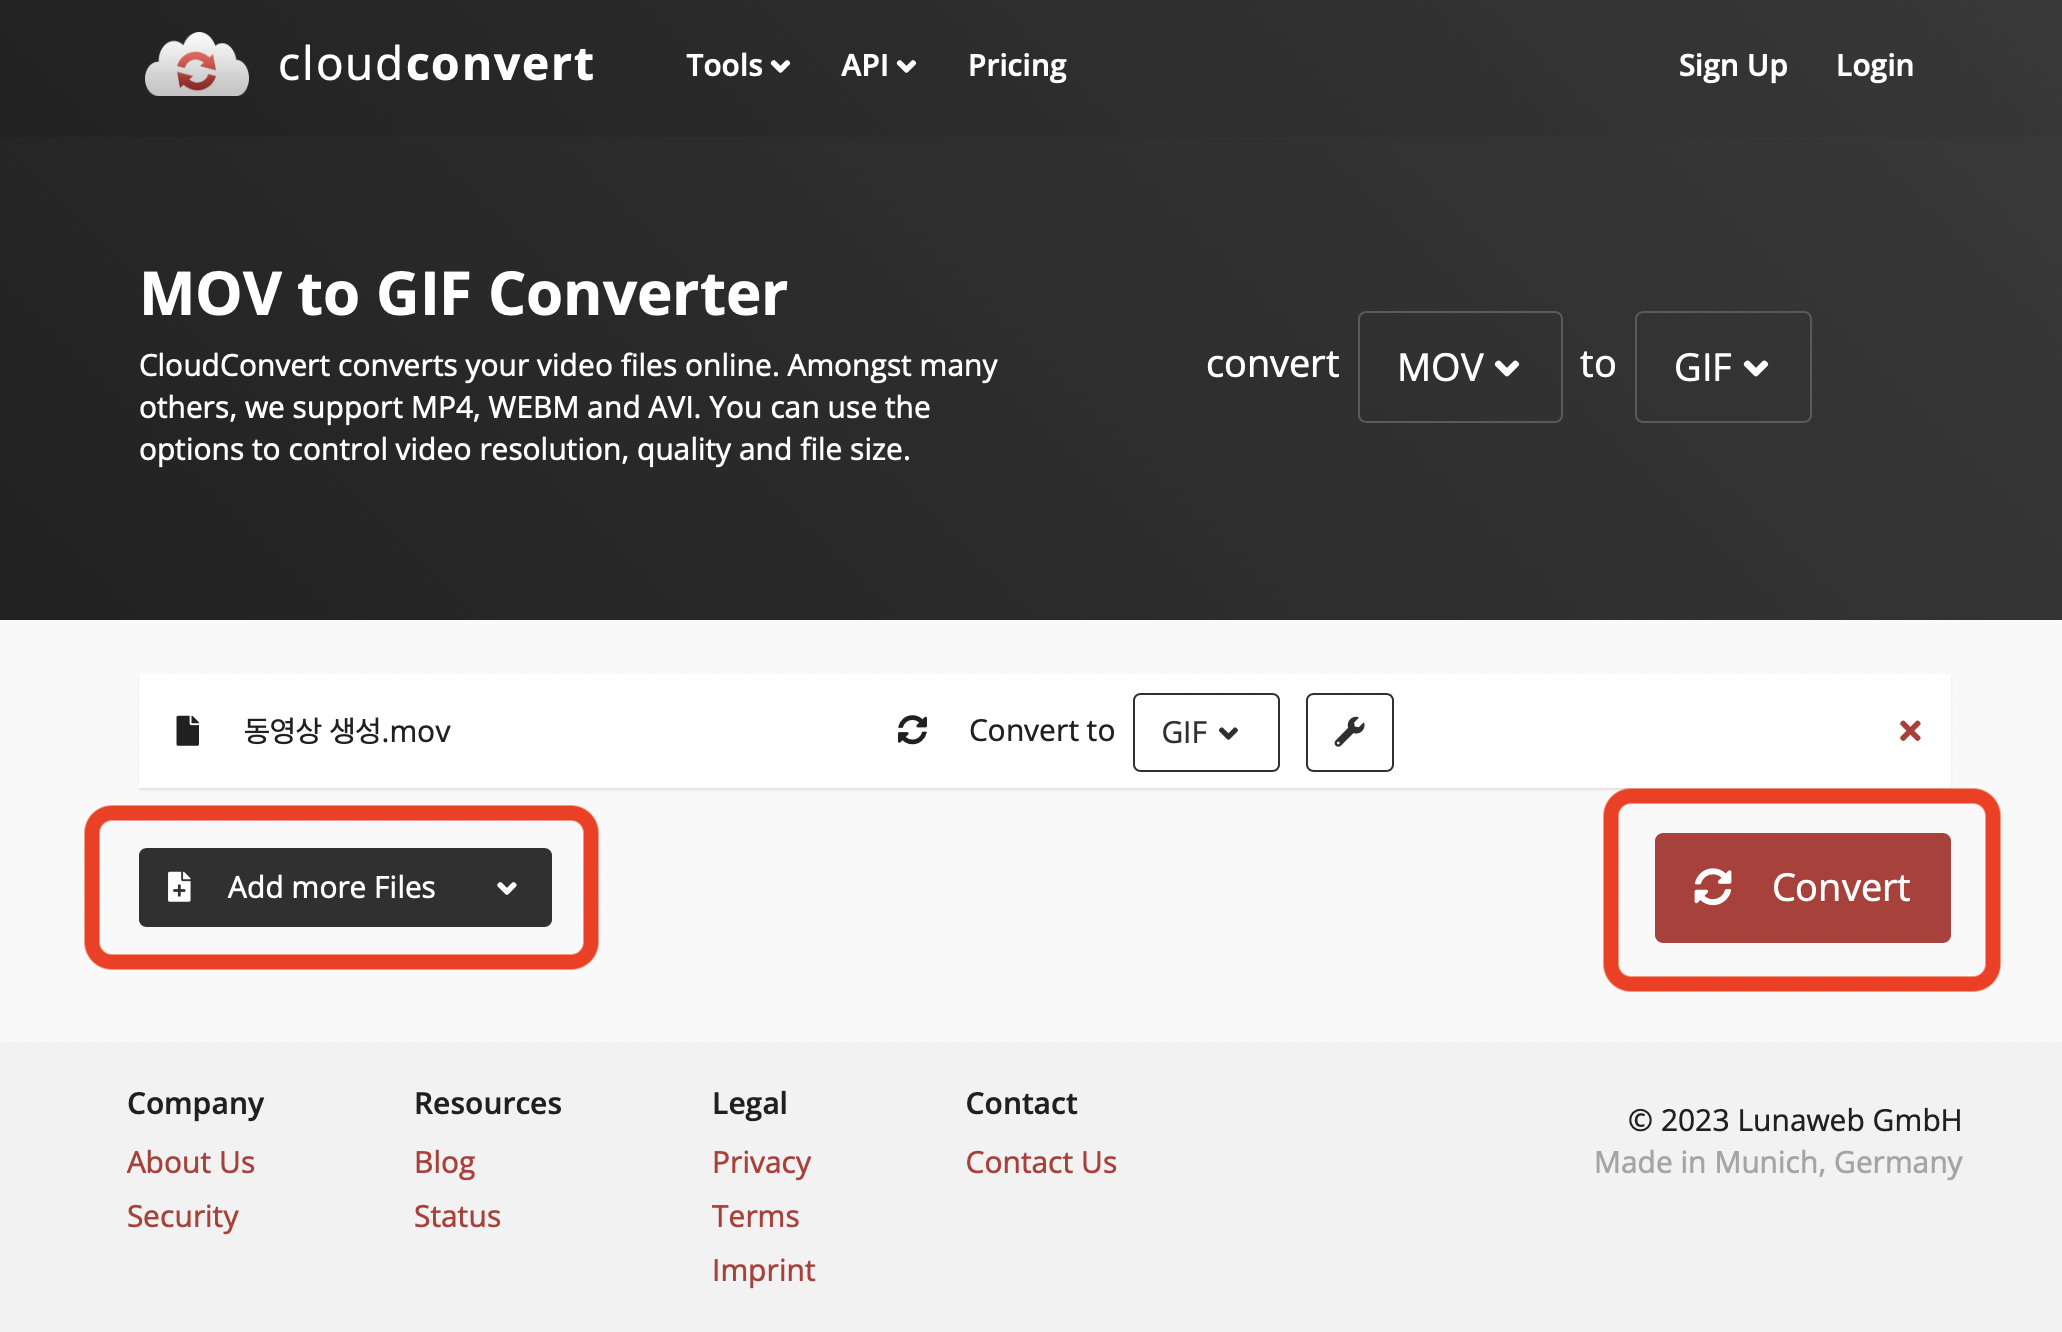 cloudconvert
Tools
API
Pricing
Sign Up
Login
MOV to GIF Converter
CloudConvert converts your video files online. Amongst many
others, we support MP4, WEBM and AVI. You can use the
options to control video resolution, quality and file size.
convert MOV to GIF
동영상 생성.mov
Convert to GIF
Add more Files
Convert
Company
About Us
Security
Resources
Blog
Status
Legal
Privacy
Terms
Imprint
Contact
Contact Us
© 2023 Lunaweb GmbH
Made in Munich, Germany